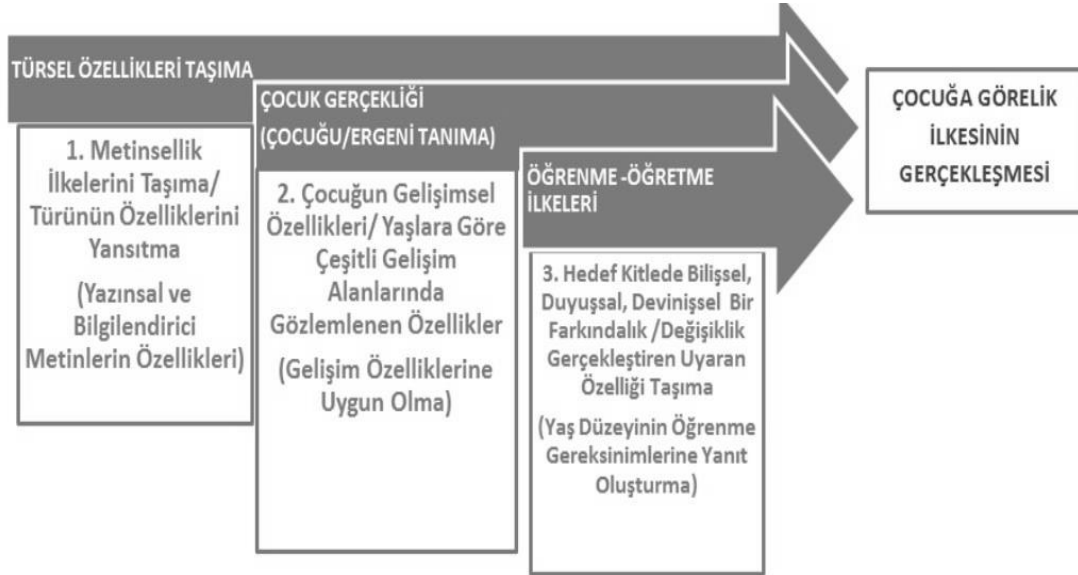 TÜRSEL ÖZELLİKLERİ TAŞIMA
1. Metinsellik
İlkelerini Taşıma/
Türünün Özelliklerini
Yansıtma
(Yazınsal ve
Bilgilendirici
Metinlerin Özellikleri)
ÇOCUK GERÇEKLİĞİ
(ÇOCUĞU/ERGENİ TANIMA)
2. Çocuğun Gelişimsel
Özellikleri/ Yaşlara Göre
Çeşitli Gelişim
Alanlarında
Gözlemlenen Özellikler
(Gelişim Özelliklerine
Uygun Olma)
ÖĞRENME -ÖĞRETME
İLKELERİ
3. Hedef Kitlede Bilişsel,
Duyuşsal, Devinişsel Bir
Farkındalık /Değişiklik
Gerçekleştiren Uyaran
Özelliği Taşıma
(Yaş Düzeyinin Öğrenme
Gereksinimlerine Yanıt
Oluşturma)
ÇOCUĞA GÖRELİK
İLKESİNİN
GERÇEKLEŞMESİ